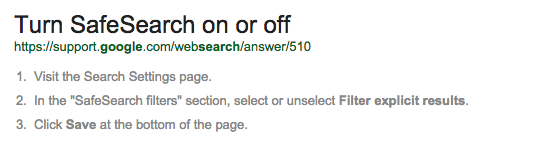 Turn SafeSearch on or off
https://support.google.com/websearch/answer/510
1. Visit the Search Settings page.
2. In the "SafeSearch filters" section, select or unselect Filter explicit results.
3. Click Save at the bottom of the page.